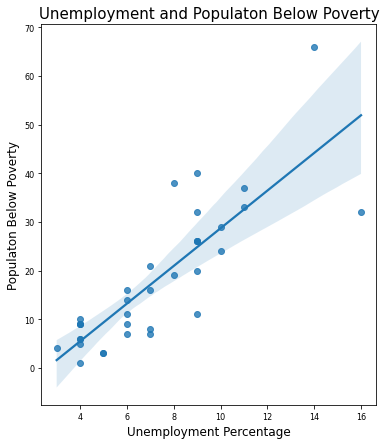 Unemployment and Populaton Below Poverty
70
60
50
40
30
20
10
0
Populaton Below Poverty
4 6 8 10 12 14 16
Unemployment Percentage